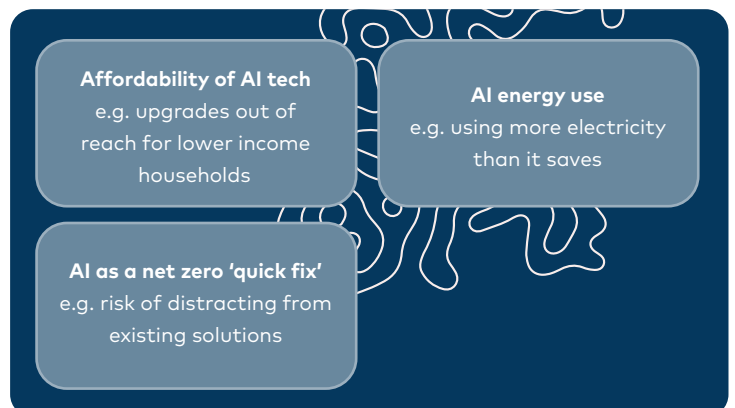 Affordability of AI tech
e.g. upgrades out of
reach for lower income
households
AI energy use
e.g. using more electricity
than it saves
AI as a net zero ‘quick fix’
e.g. risk of distracting from
existing solutions